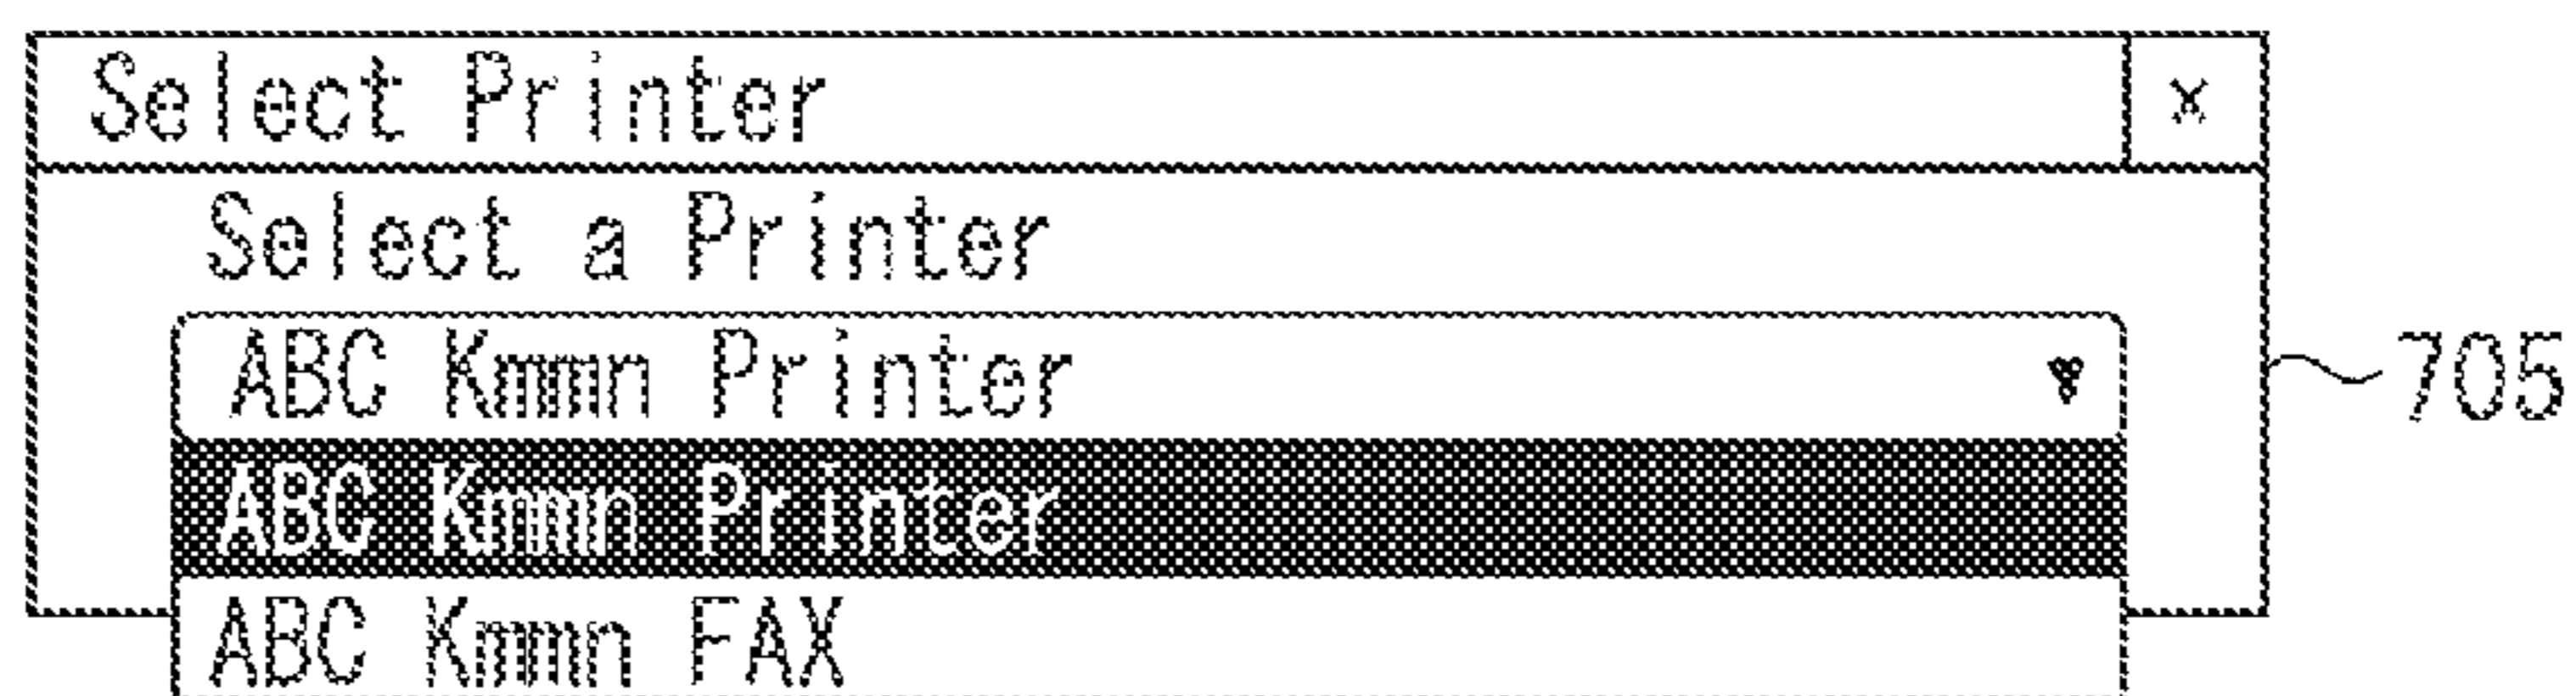 Select Printer x
Select a Printer
ABC Kmmn Printer 705
ABC Kmmn Printer
ABC Kmmn FAX